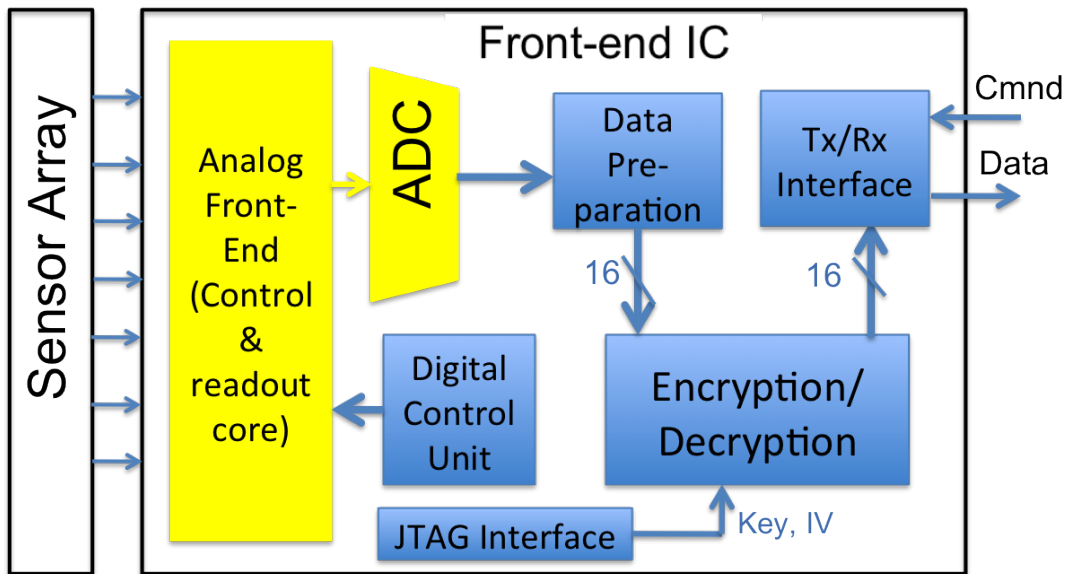 Sensor Array
Front-end IC
Analog
Front-
End
(Control
&
readout
core)
ADC
Data
Pre-
paration
Tx/Rx
Interface
Cmnd
Data
16
16
Digital
Control
Unit
Encryption/
Decryption
JTAG Interface
Key, IV